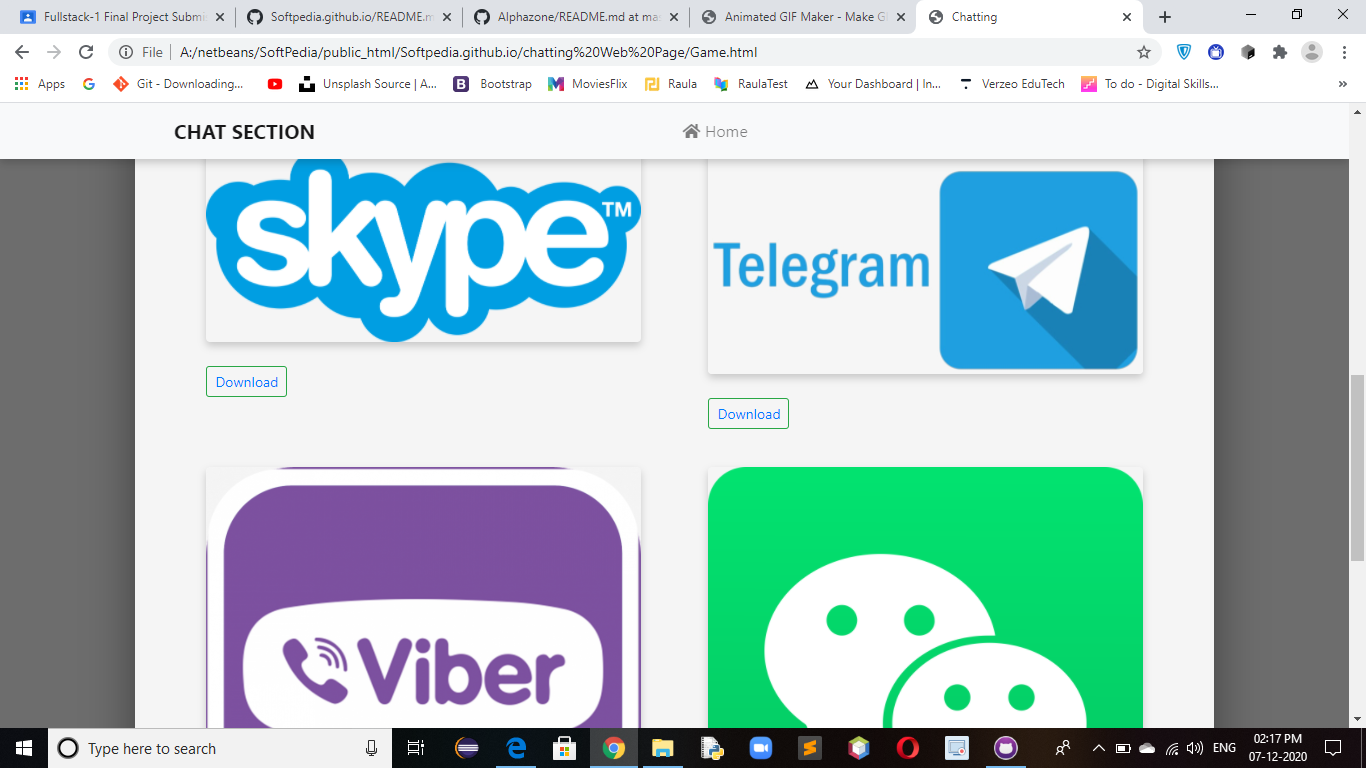 Fullstack-1 Final Project Submi
Softpedia.github.io/README.m
Alphazone/README.md at ma
Animated GIF Maker - Make G
Chatting
File
A:/netbeans/SoftPedia/public_html/Softpedia.github.io/chatting%20Web%20Page/Game.html
Apps
Git - Downloading...
Unsplash Source | A...
Bootstrap
MoviesFlix
Raula
RaulaTest
Your Dashboard | In...
Verzeo EduTech
To do - Digital Skills...
»
CHAT SECTION
Home
skype TM
Telegram
Download
Download
Viber
Type here to search
ENG
02:17 PM
07-12-2020